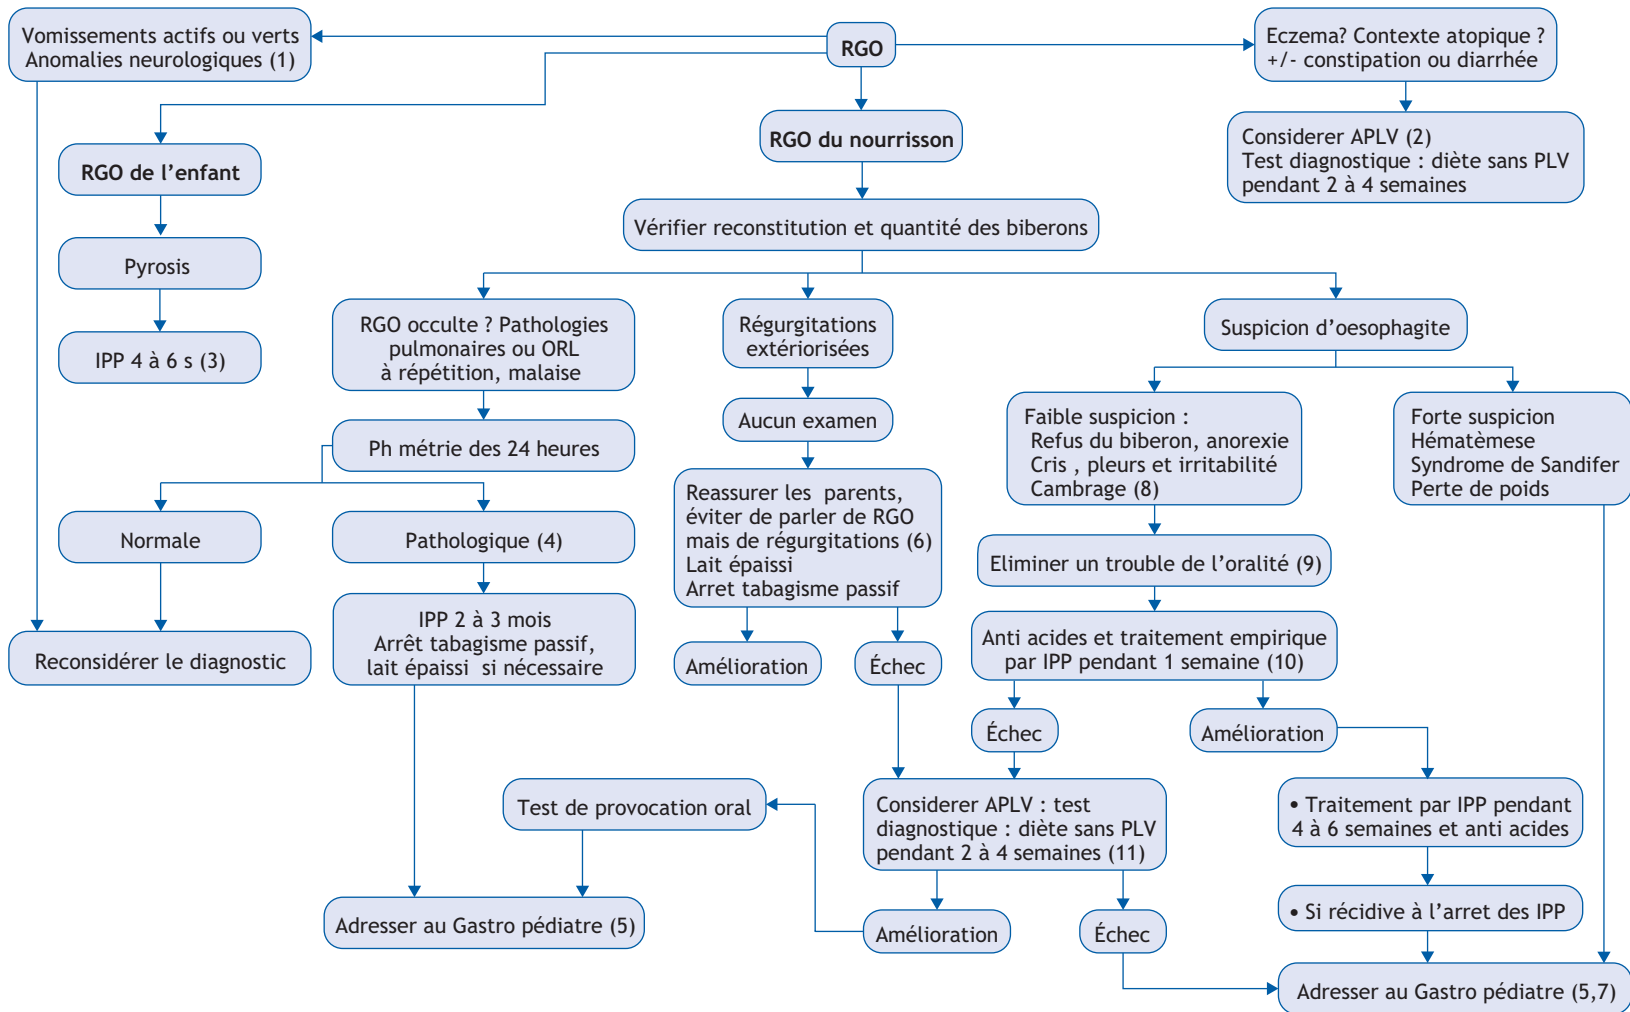 Vomissements actifs ou verts
Anomalies neurologiques (1)
RGO
Eczema? Contexte atopique ?
+/- constipation ou diarrhée
Considerer APLV (2)
Test diagnostique : diète sans PLV
pendant 2 à 4 semaines
RGO de l'enfant
RGO du nourrisson
Pyrosis
IPP 4 à 6 s (3)
Vérifier reconstitution et quantité des biberons
RGO occulte ? Pathologies
pulmonaires ou ORL
à répétition, malaise
Régurgitations
extériorisées
Suspicion d'oesophagite
Ph métrie des 24 heures
Aucun examen
Faible suspicion :
Refus du biberon, anorexie
Cris , pleurs et irritabilité
Cambrage (8)
Forte suspicion
Hématèmese
Syndrome de Sandifer
Perte de poids
Normale
Pathologique (4)
Reassurer les parents,
éviter de parler de RGO
mais de régurgitations (6)
Lait épaissi
Arret tabagisme passif
Eliminer un trouble de l'oralité (9)
Reconsidérer le diagnostic
IPP 2 à 3 mois
Arrêt tabagisme passif,
lait épaissi si nécessaire
Amélioration
Échec
Anti acides et traitement empirique
par IPP pendant 1 semaine (10)
Échec
Amélioration
Test de provocation oral
Considerer APLV : test
diagnostique : diète sans PLV
pendant 2 à 4 semaines (11)
• Traitement par IPP pendant
4 à 6 semaines et anti acides
Adresser au Gastro pédiatre (5)
Amélioration
Échec
• Si récidive à l'arret des IPP
Adresser au Gastro pédiatre (5,7)